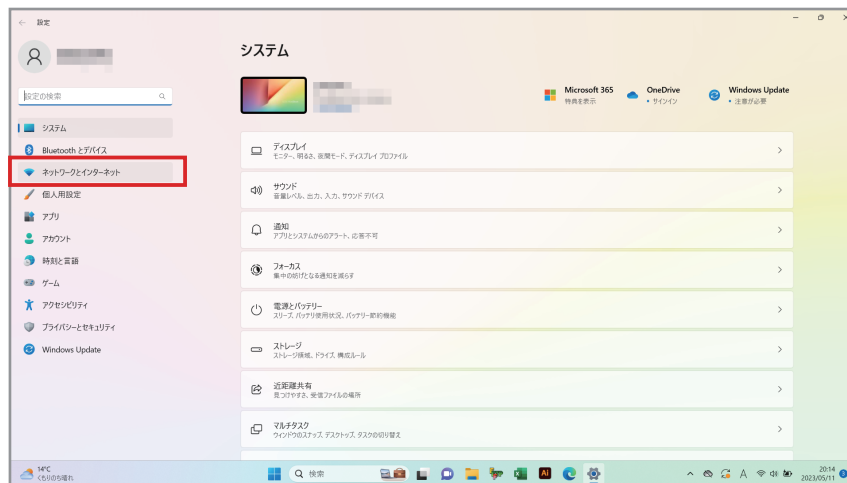 設定
システム
設定の検索
Microsoft 365
特典を表示
OneDrive
• サインイン
Windows Update
• 注意が必要
システム
Bluetooth とデバイス
ネットワークとインターネット
個人用設定
アプリ
アカウント
時刻と言語
ゲーム
アクセシビリティ
プライバシーとセキュリティ
Windows Update
ディスプレイ
モニター、明るさ、夜間モード、ディスプレイ プロファイル
サウンド
音量レベル、出力、入力、サウンド デバイス
通知
アプリとシステムからのアラート、応答不可
フォーカス
集中の妨げとなる通知を減らす
電源とバッテリー
スリープ、バッテリ使用状況、バッテリー節約機能
ストレージ
ストレージ領域、ドライブ、構成ルール
近距離共有
見つけやすさ、受信ファイルの場所
マルチタスク
ウィンドウのスナップ、デスクトップ、タスクの切り替え
14°C
くもりのち晴れ
検索
Ai
A
20:14
2023/05/11